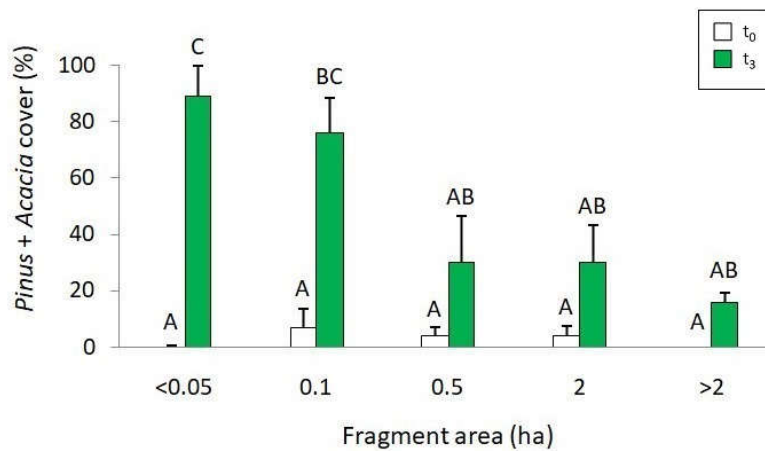 t0
t3
Pinus + Acacia cover (%)
100
80
60
40
20
0
A
C
A
BC
A
AB
A
AB
A
AB
<0.05
0.1
0.5
2
>2
Fragment area (ha)